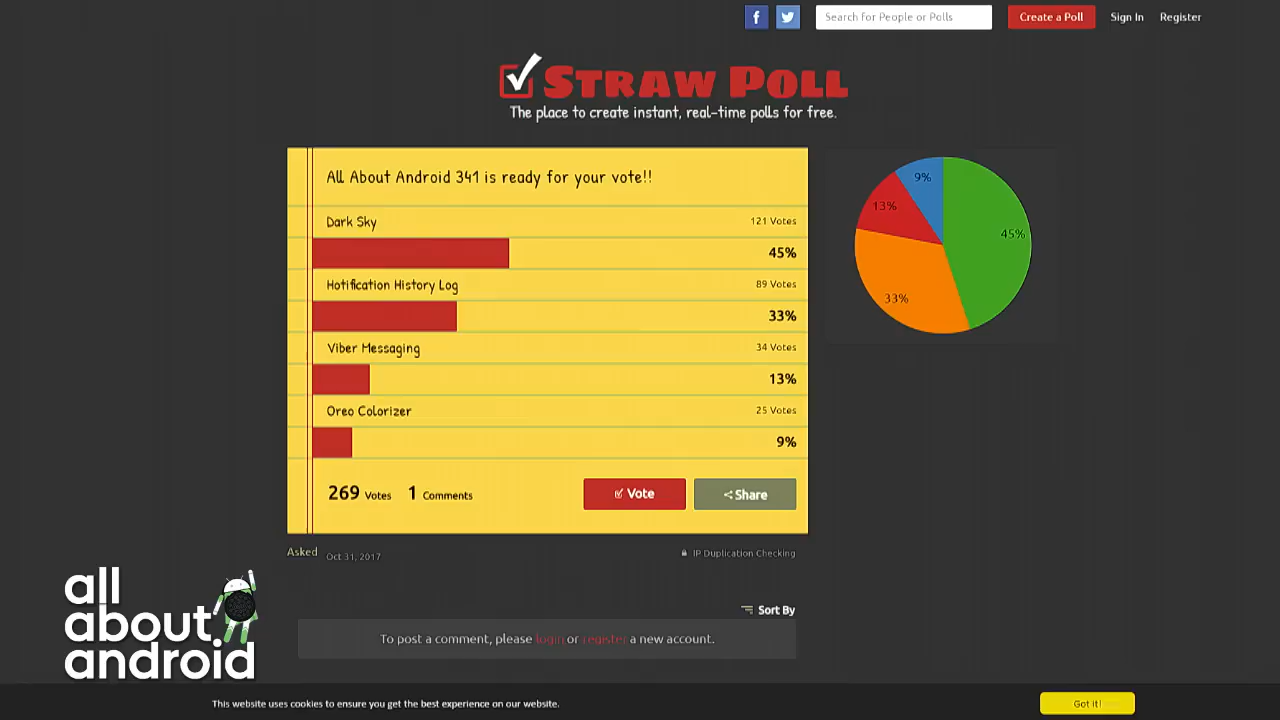 f
Search for People or Polls
Create a Poll
Sign In
Register
STRAW POLL
The place to create instant, real-time polls for free.
All About Android 341 is ready for your vote!!
Dark Sky
121 Votes
45%
Hotification History Log
89 Votes
33%
Viber Messaging
34 Votes
13%
Oreo Colorizer
25 Votes
9%
269 Votes 1 Comments
Vote
Share
9%
13%
45%
33%
Asked Oct 31, 2017
IP Duplication Checking
Sort By
To post a comment, please login or register a new account.
all
about
android
This website uses cookies to ensure you get the best experience on our website.
Got it!